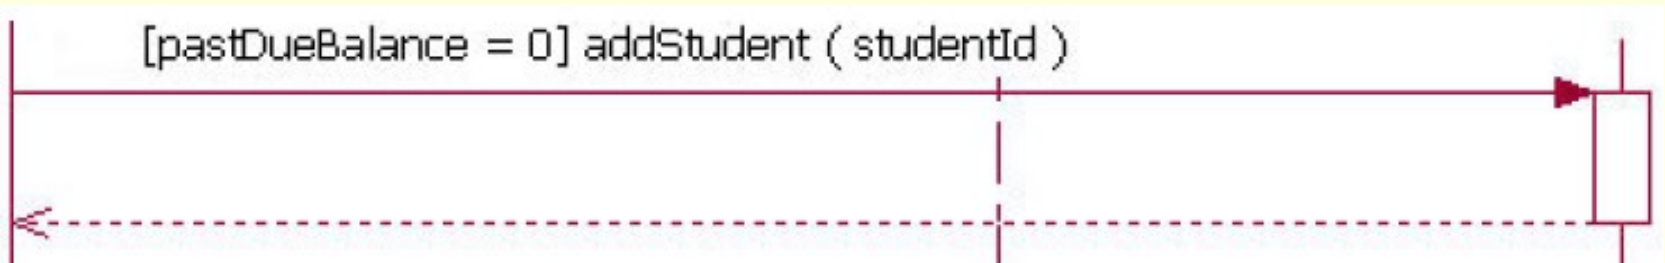 [pastDueBalance = 0] addStudent ( studentId )